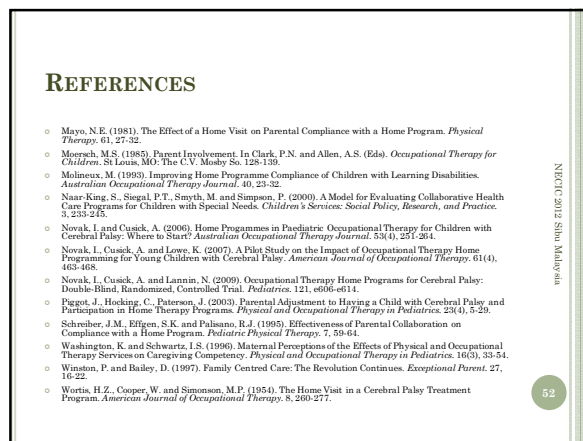 REFERENCES
Mayo, N.E. (1981). The Effect of a Home Visit on Parental Compliance with a Home Program. Physical
Therapy. 61, 27-32.
Moersch, M.S. (1985). Parent Involvement. In Clark, P.N. and Allen, A.S. (Eds). Occupational Therapy for
Children. St Louis, MO: The C.V. Mosby So. 128-139.
Molineux, M. (1993). Improving Home Programme Compliance of Children with Learning Disabilities.
Australian Occupational Therapy Journal. 40, 23-32.
Naar-King, S., Siegal, P.T., Smyth, M. and Simpson, P. (2000). A Model for Evaluating Collaborative Health
Care Programs for Children with Special Needs. Children's Services: Social Policy, Research, and Practice.
3, 233-245.
Novak, I. and Cusick, A. (2006). Home Progammes in Paediatric Occupational Therapy for Children with
Cerebral Palsy: Where to Start? Australian Occupational Therapy Journal. 53(4), 251-264.
Novak, I., Cusick, A. and Lowe, K. (2007). A Pilot Study on the Impact of Occupational Therapy Home
Programming for Young Children with Cerebral Palsy. American Journal of Occupational Therapy. 61(4),
463-468.
Novak, I., Cusick, A. and Lannin, N. (2009). Occupational Therapy Home Programs for Cerebral Palsy:
Double-Blind, Randomized, Controlled Trial. Pediatrics. 121, e606-e614.
Piggot, J., Hocking, C., Paterson, J. (2003). Parental Adjustment to Having a Child with Cerebral Palsy and
Participation in Home Therapy Programs. Physical and Occupational Therapy in Pediatrics. 23(4), 5-29.
Schreiber, J.M., Effgen, S.K. and Palisano, R.J. (1995). Effectiveness of Parental Collaboration on
Compliance with a Home Program. Pediatric Physical Therapy. 7, 59-64.
Washington, K. and Schwartz, I.S. (1996). Maternal Perceptions of the Effects of Physical and Occupational
Therapy Services on Caregiving Competency. Physical and Occupational Therapy in Pediatrics. 16(3), 33-54.
Winston, P. and Bailey, D. (1997). Family Centred Care: The Revolution Continues. Exceptional Parent. 27,
16-22.
Wortis, H.Z., Cooper, W. and Simonson, M.P. (1954). The Home Visit in a Cerebral Palsy Treatment
Program. American Journal of Occupational Therapy. 8, 260-277.
NECIC 2012 Sibu Malaysia
52